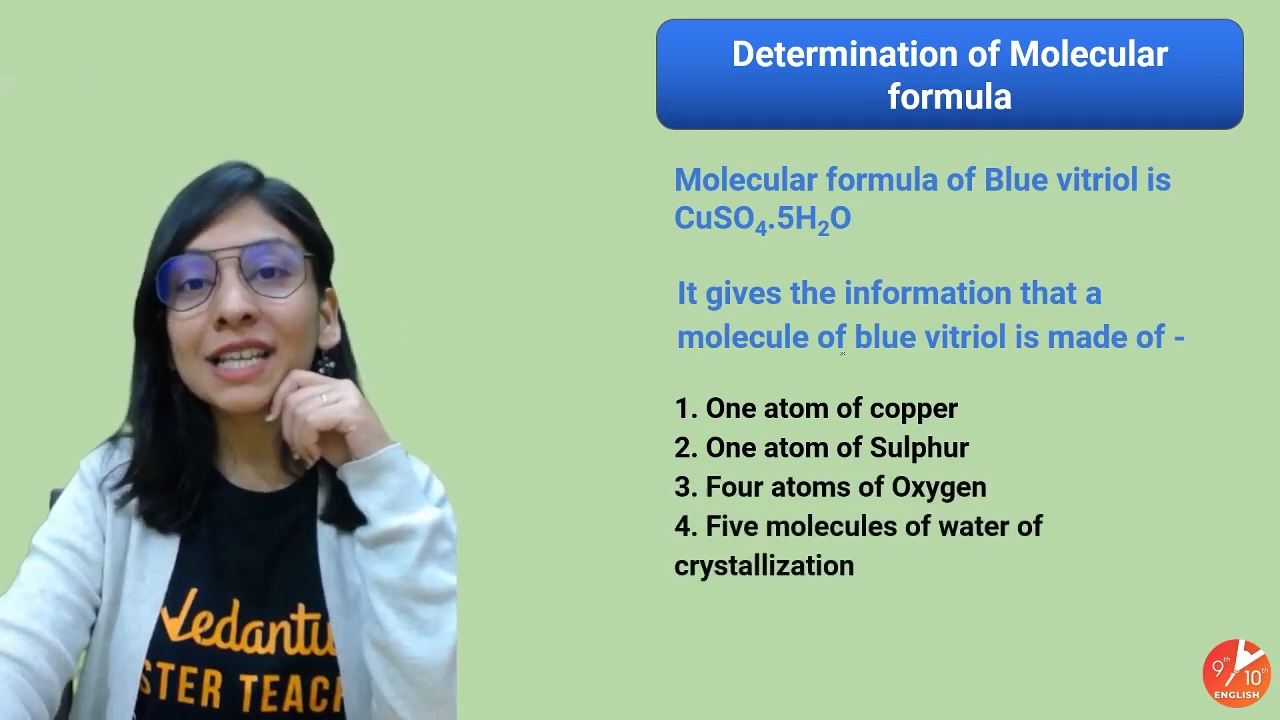 Determination of Molecular
formula
Molecular formula of Blue vitriol is
CuSO₄.5H₂O
It gives the information that a
molecule of blue vitriol is made of -
1. One atom of copper
2. One atom of Sulphur
3. Four atoms of Oxygen
4. Five molecules of water of
crystallization
Vedantu
STER TEACH
9th 10th
ENGLISH